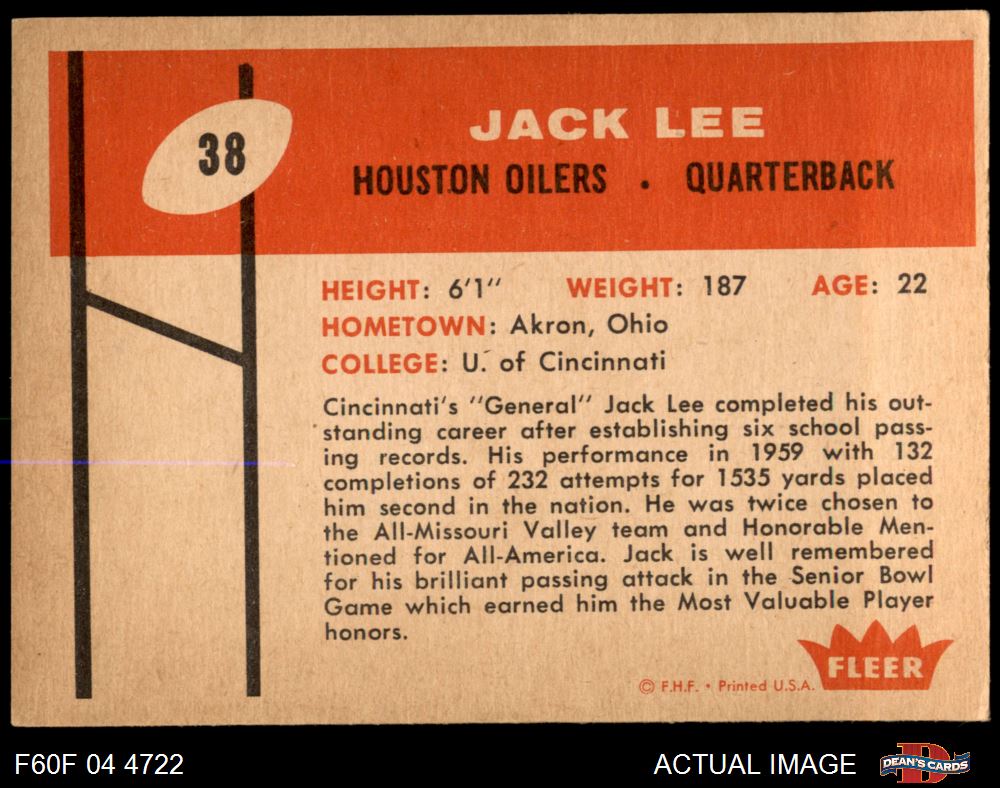 38
JACK LEE
HOUSTON OILERS . QUARTERBACK
HEIGHT: 6'1" WEIGHT: 187 AGE: 22
HOMETOWN: Akron, Ohio
COLLEGE: U. of Cincinnati
Cincinnati's "General" Jack Lee completed his out-
standing career after establishing six school pass-
ing records. His performance in 1959 with 132
completions of 232 attempts for 1535 yards placed
him second in the nation. He was twice chosen to
the All-Missouri Valley team and Honorable Men-
tioned for All-America. Jack is well remembered
for his brilliant passing attack in the Senior Bowl
Game which earned him the Most Valuable Player
honors.
FLEER
© F.H.F. • Printed U.S.A.
F60F 04 4722
ACTUAL IMAGE
D
DEAN'S CARDS